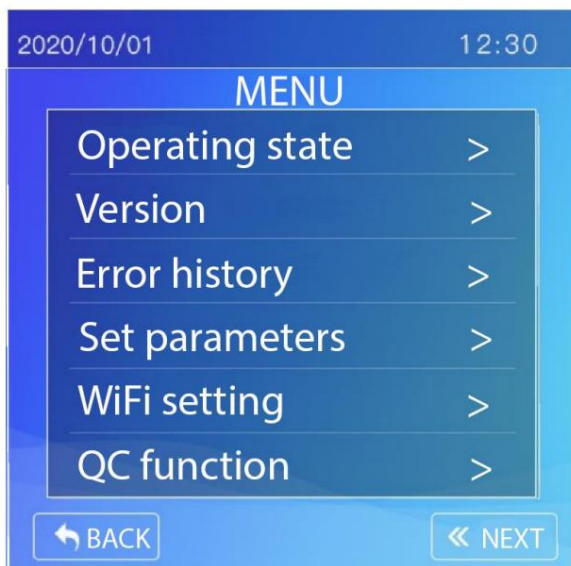 2020/10/01 12:30
MENU
Operating state >
Version >
Error history >
Set parameters >
WiFi setting >
QC function >
BACK « NEXT